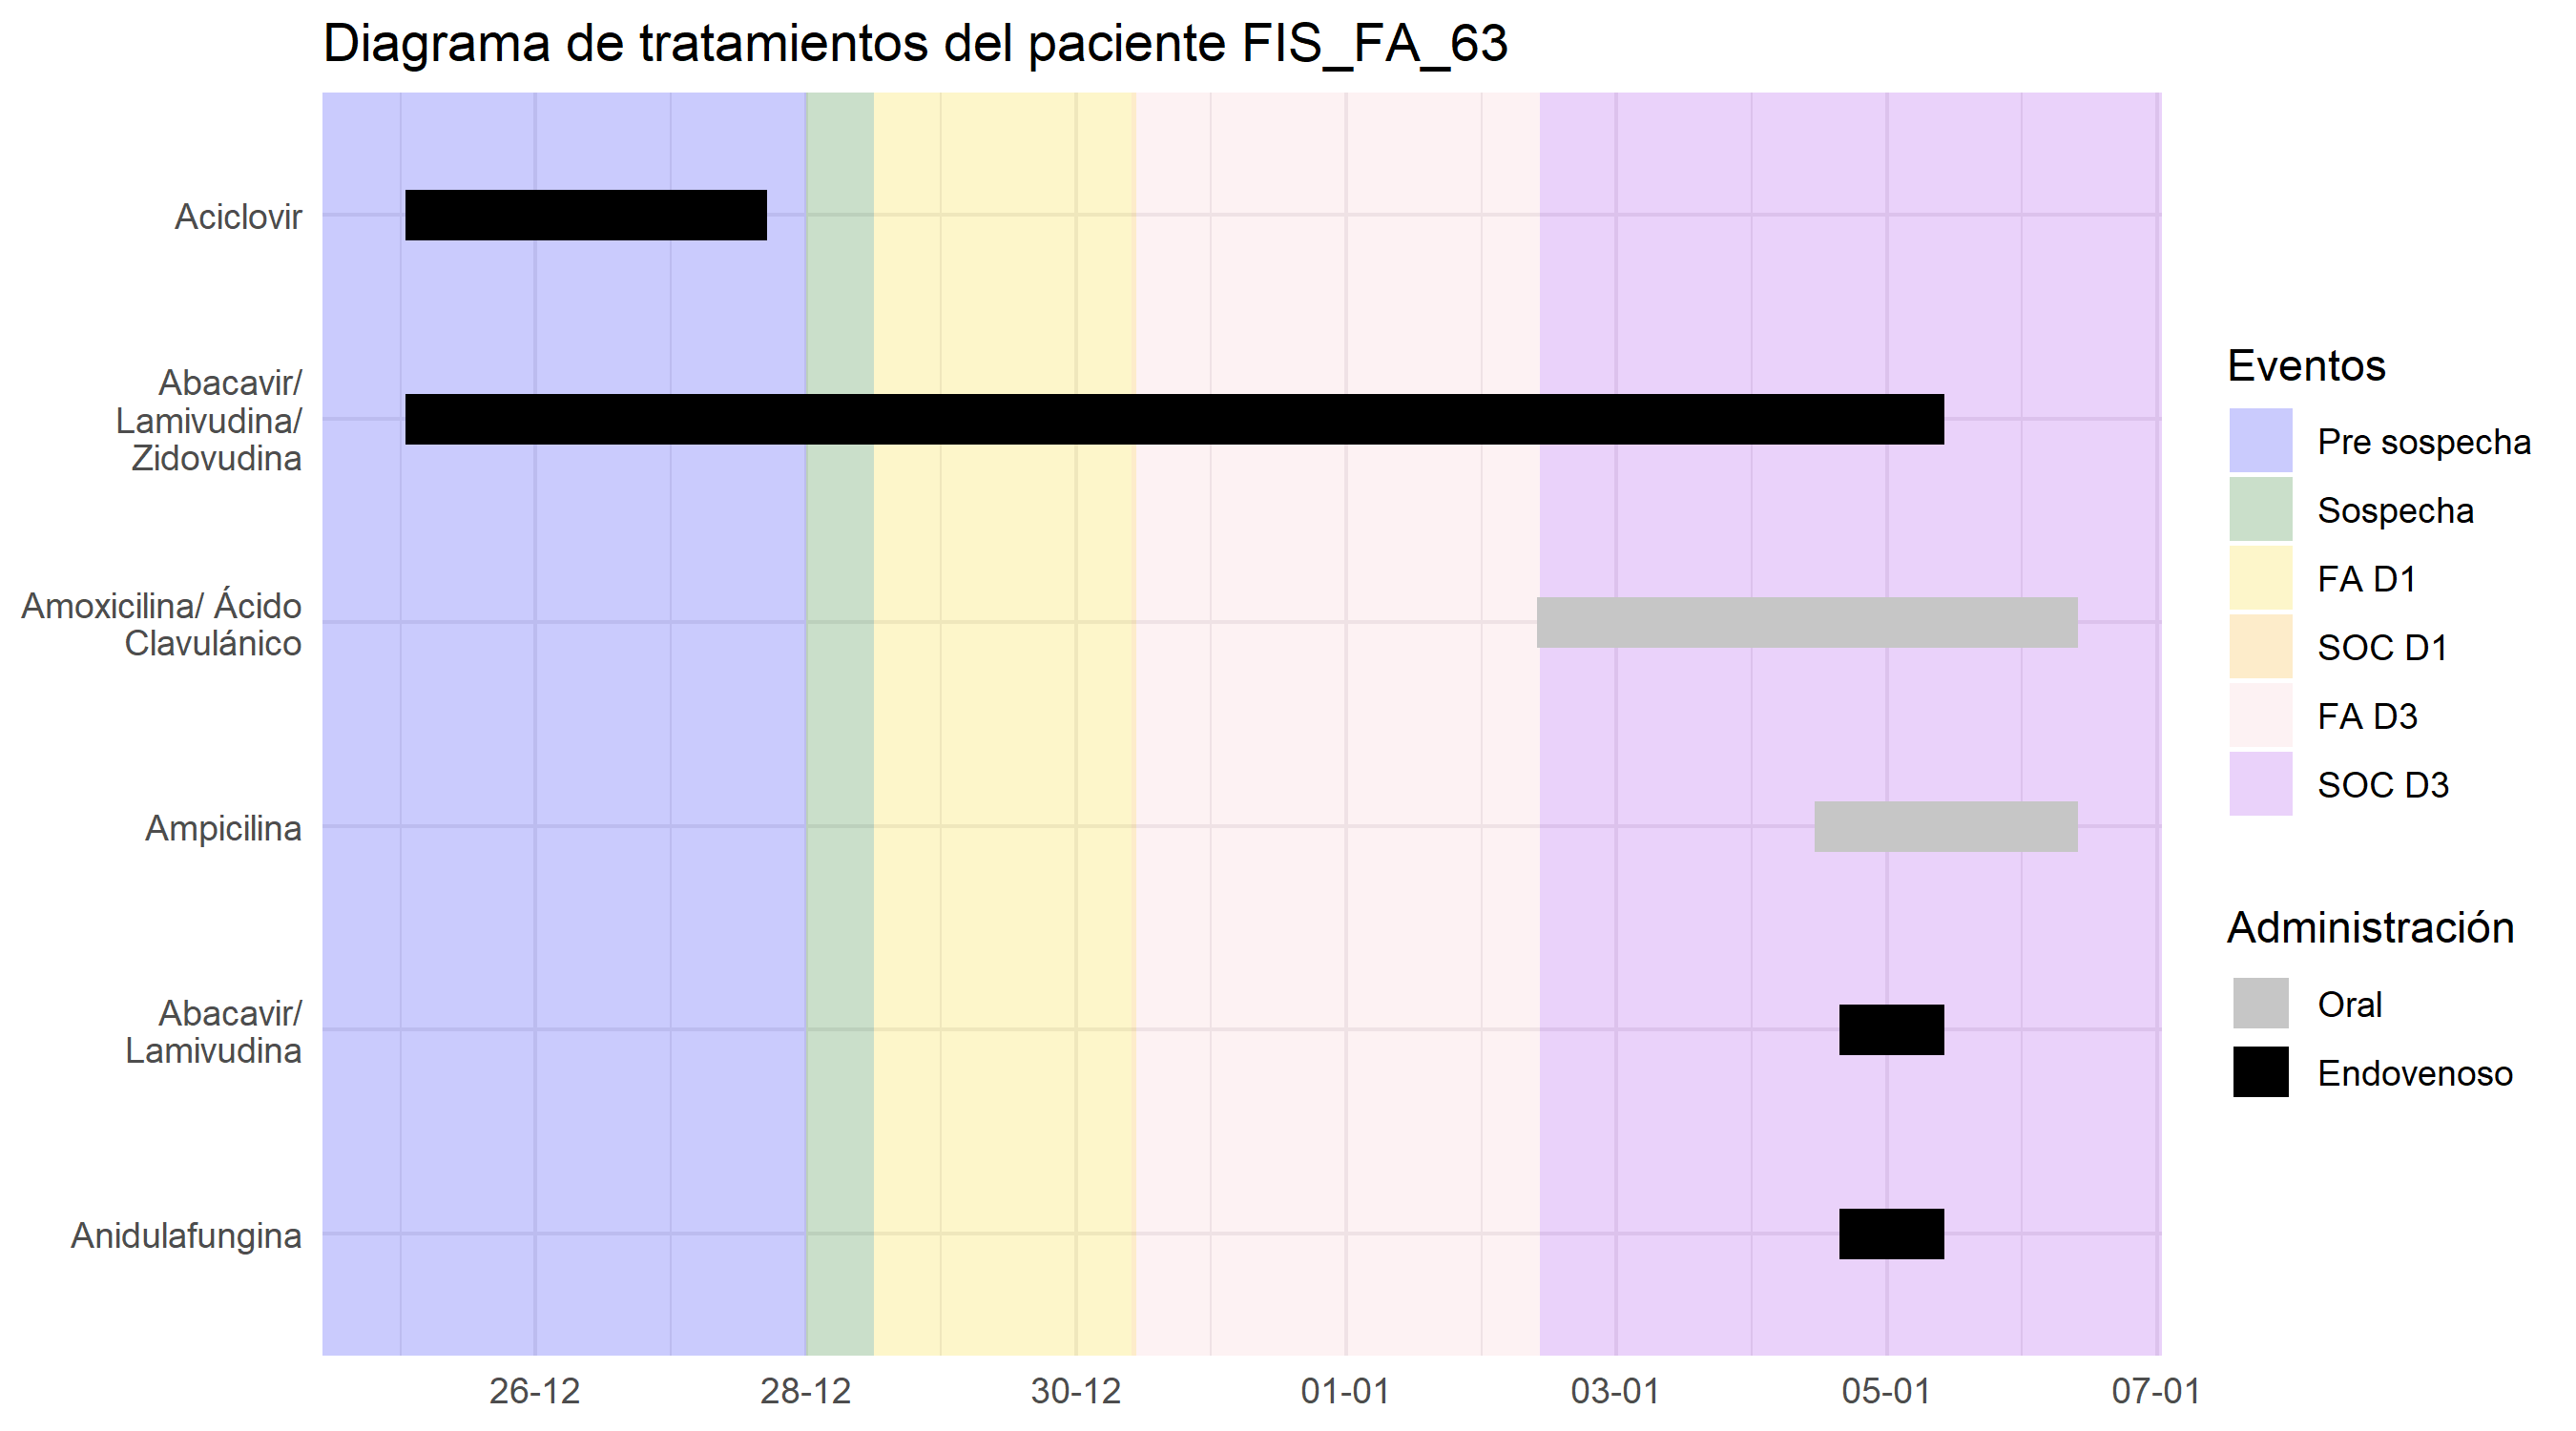 Diagrama de tratamientos del paciente FIS_FA_63
Aciclovir
Abacavir/
Lamivudina/
Zidovudina
Amoxicilina/ Ácido
Clavulánico
Ampicilina
Abacavir/
Lamivudina
Anidulafungina
26-12
28-12
30-12
01-01
03-01
05-01
07-01
Eventos
Pre sospecha
Sospecha
FA D1
SOC D1
FA D3
SOC D3
Administración
Oral
Endovenoso